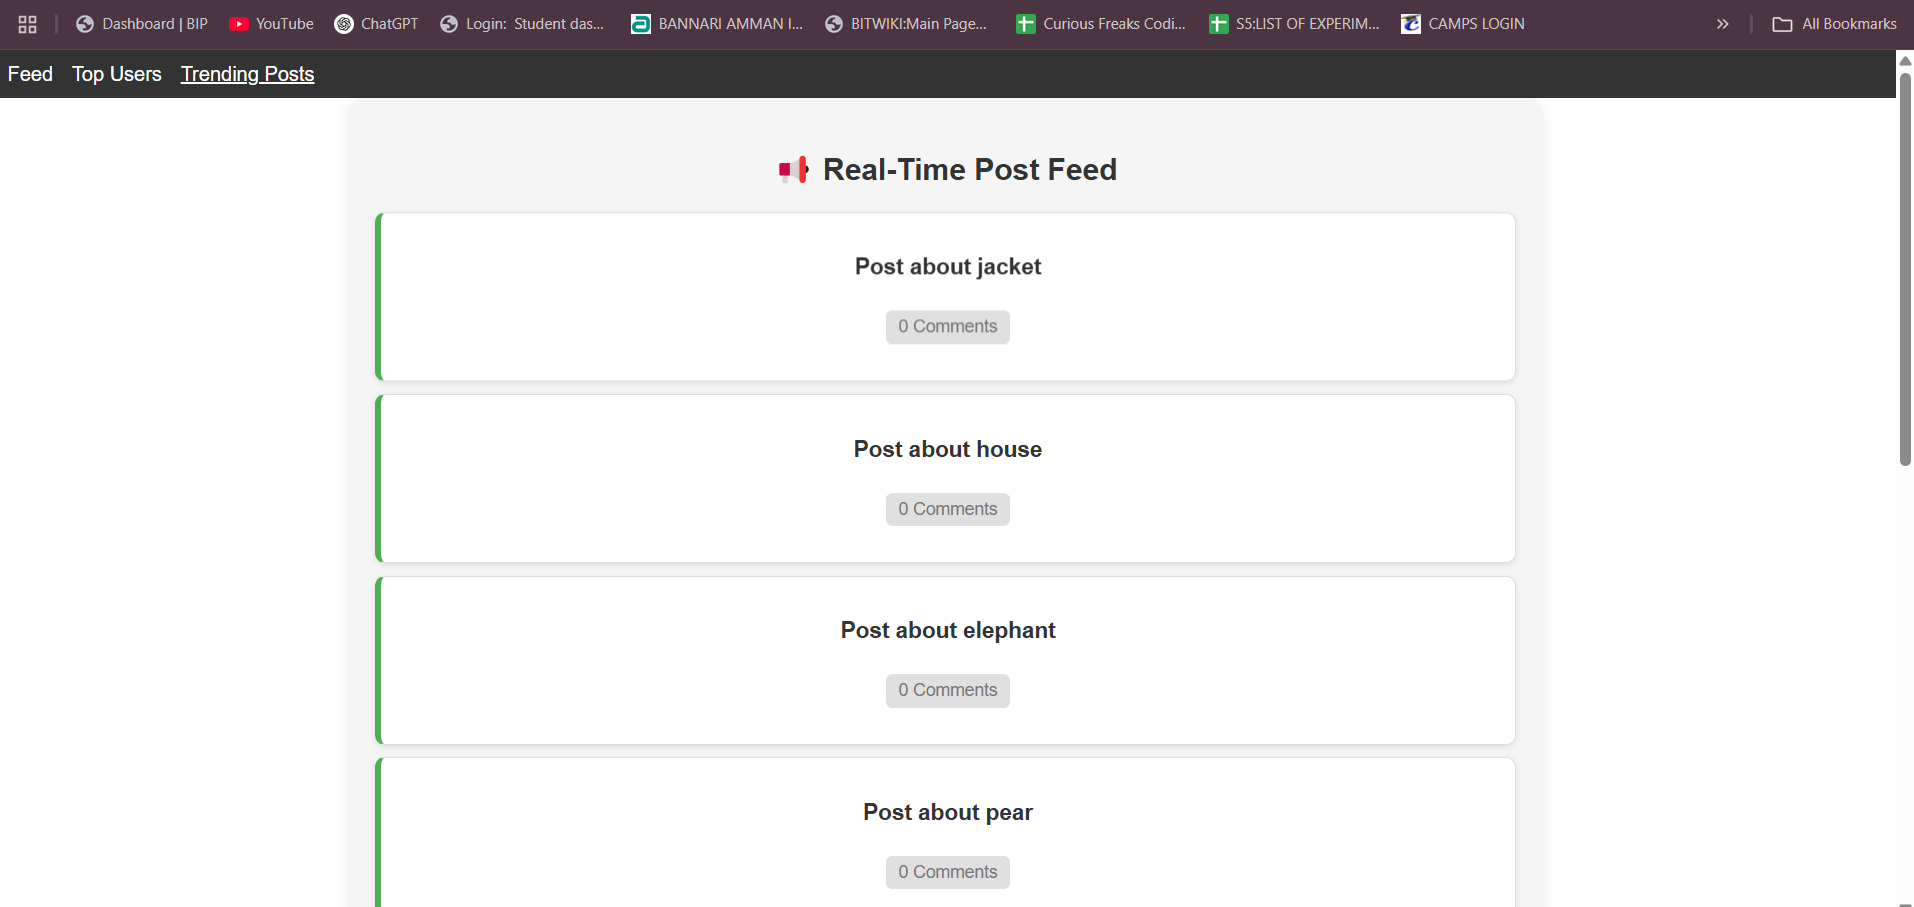 Dashboard | BIP YouTube ChatGPT Login: Student das... BANNARI AMMAN I... BITWIKI:Main Page... Curious Freaks Codi... S5:LIST OF EXPERIM... CAMPS LOGIN » All Bookmarks
Feed Top Users Trending Posts
Real-Time Post Feed
Post about jacket
0 Comments
Post about house
0 Comments
Post about elephant
0 Comments
Post about pear
0 Comments